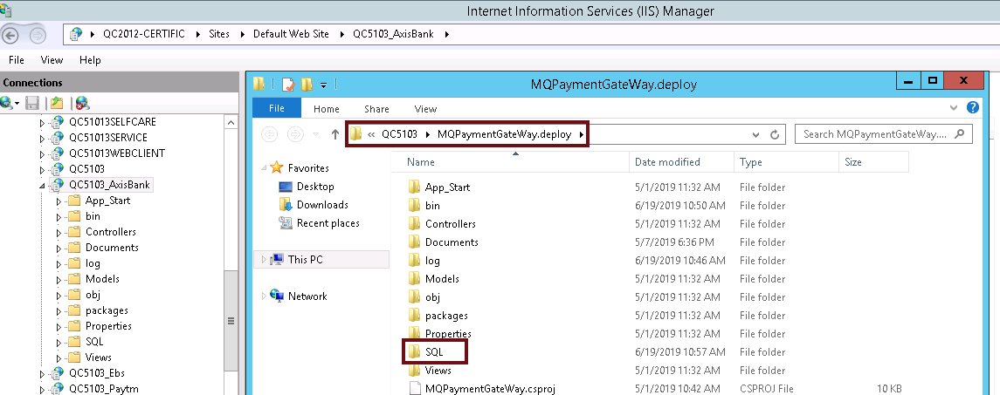 Internet Information Services (IIS) Manager
QC2012-CERTIFIC Sites Default Web Site QC5103_AxisBank
File View Help
Connections
QC51013SELFCARE
QC51013SERVICE
QC51013WEBCLIENT
QC5103
QC5103_AxisBank
App_Start
bin
Controllers
Documents
log
Models
obj
packages
Properties
SQL
Views
QC5103_Ebs
QC5103_Paytm
MQPaymentGateWay.deploy
File Home Share View
« QC5103 MQPaymentGateWay.deploy
Search MQPaymentGateWay....
Favorites
Desktop
Downloads
Recent places
This PC
Network
Name Date modified Type Size
App_Start 5/1/2019 11:32 AM File folder
bin 6/19/2019 10:50 AM File folder
Controllers 5/1/2019 11:32 AM File folder
Documents 5/7/2019 6:36 PM File folder
log 6/19/2019 10:46 AM File folder
Models 5/1/2019 11:32 AM File folder
obj 5/1/2019 11:32 AM File folder
packages 5/1/2019 11:32 AM File folder
Properties 5/1/2019 11:32 AM File folder
SQL 6/19/2019 10:57 AM File folder
Views 5/1/2019 11:32 AM File folder
MQPaymentGateWay.csproj 5/1/2019 10:42 AM CSPROJ File 10 KB